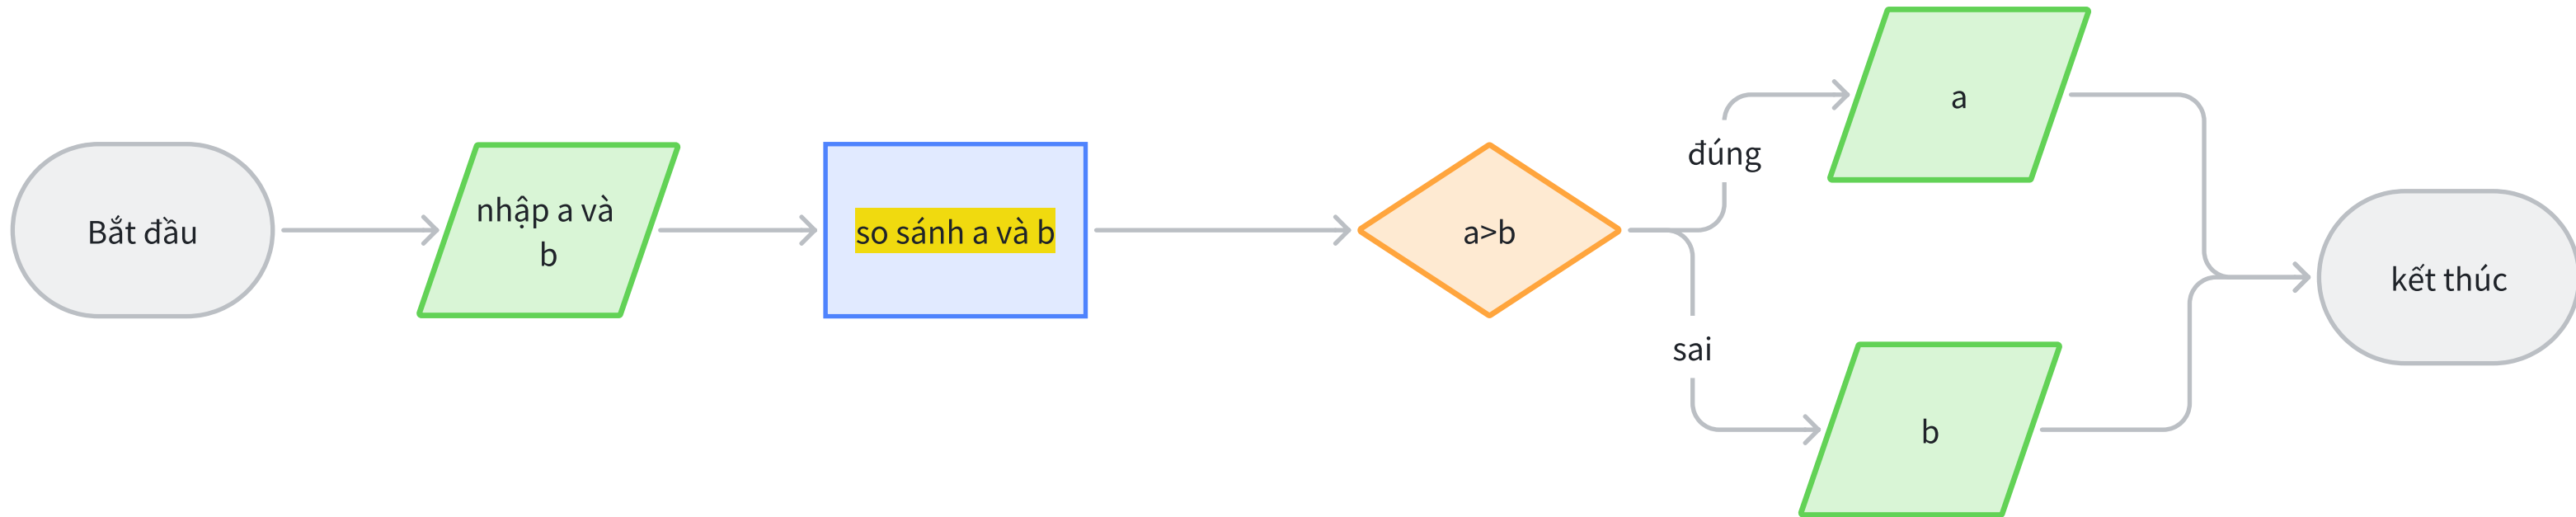 Bắt đầu
nhập a và
b
so sánh a và b
a>b
đúng
sai
a
b
kết thúc